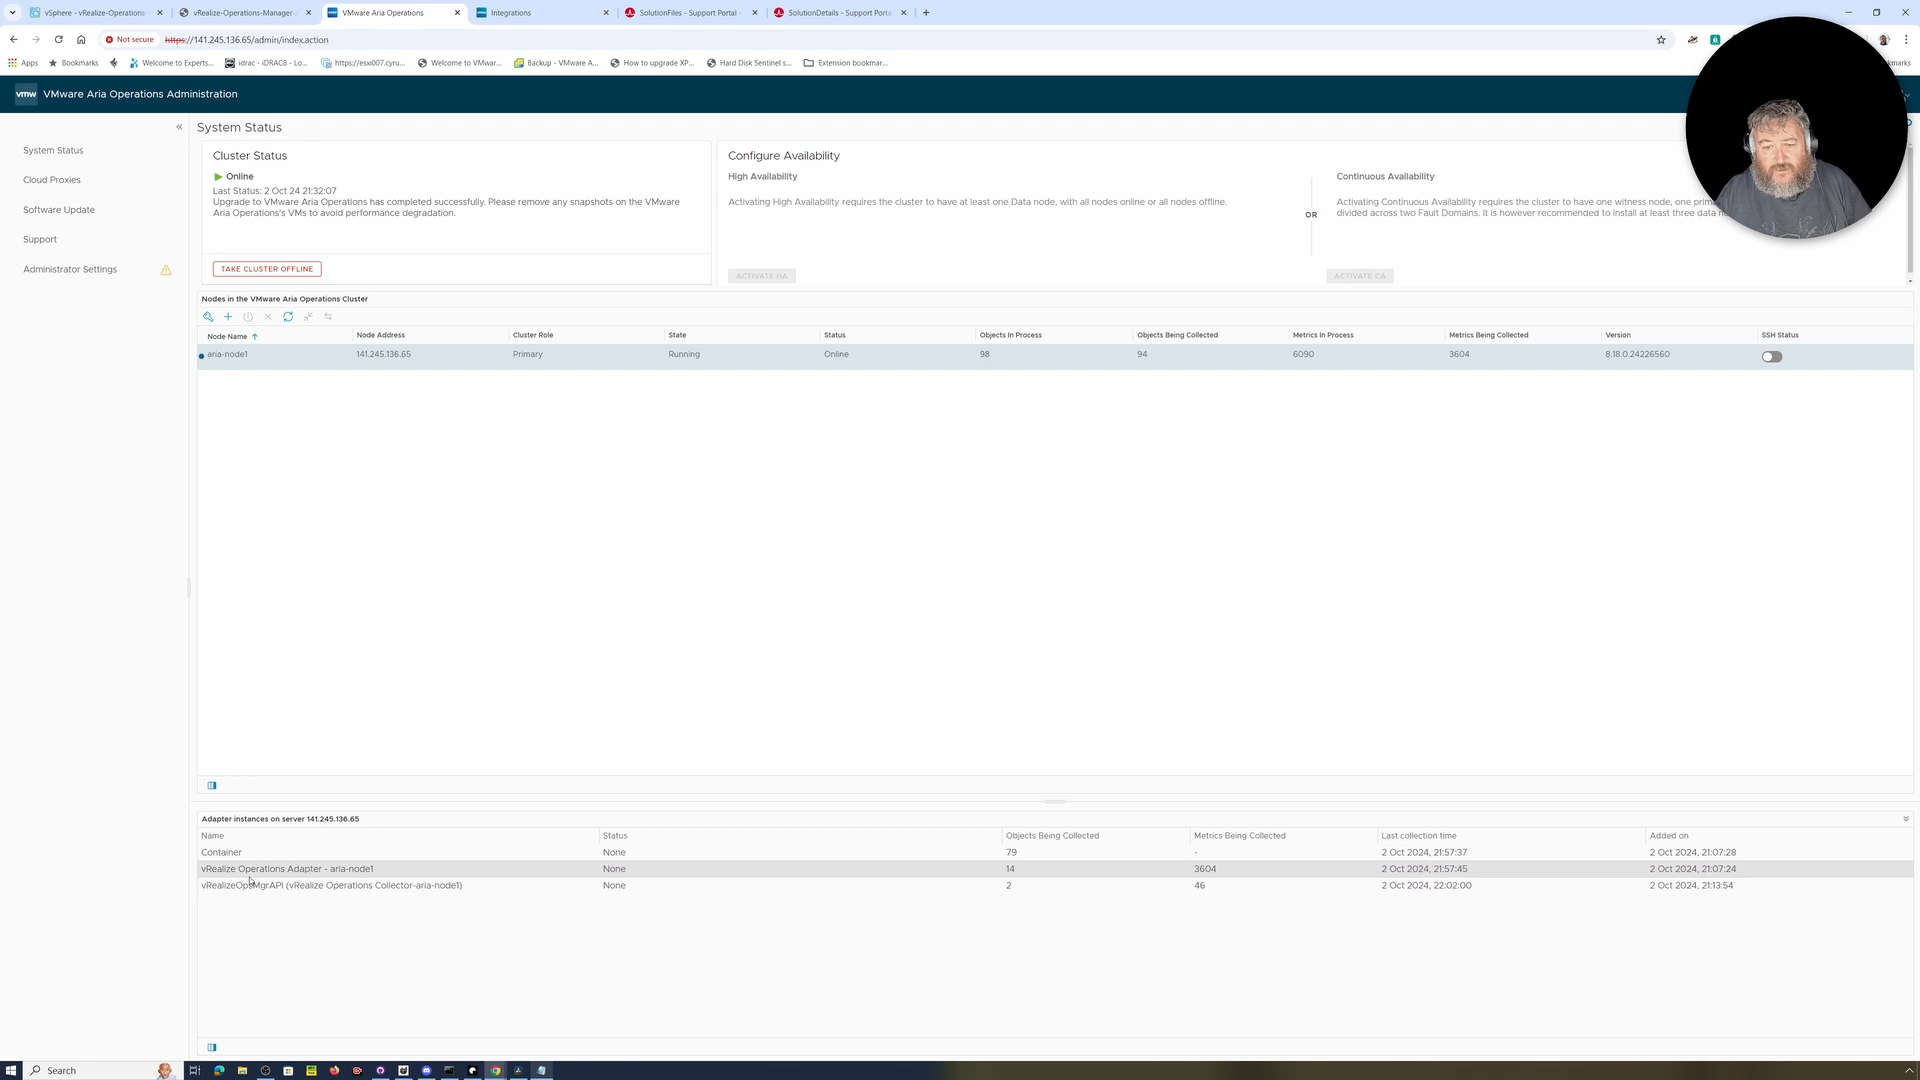 vSphere - vRealize-Operations-
vRealize-Operations-Manager-
VMware Aria Operations
Integrations
SolutionFiles - Support Portal -
SolutionDetails - Support Porta
Not secure
https://141.245.136.65/admin/index.action
Apps
Bookmarks
Welcome to Experts...
idrac - iDRAC8 - Lo...
https://esxi007.cyru...
Welcome to VMwar...
Backup - VMware A...
How to upgrade XP...
Hard Disk Sentinel s...
Extension bookmar...
vmw
VMware Aria Operations Administration
System Status
Cloud Proxies
Software Update
Support
Administrator Settings
System Status
Cluster Status
Online
Last Status: 2 Oct 24 21:32:07
Upgrade to VMware Aria Operations has completed successfully. Please remove any snapshots on the VMware
Aria Operations's VMs to avoid performance degradation.
TAKE CLUSTER OFFLINE
Configure Availability
High Availability
Activating High Availability requires the cluster to have at least one Data node, with all nodes online or all nodes offline.
ACTIVATE HA
OR
Continuous Availability
Activating Continuous Availability requires the cluster to have one witness node, one prim
divided across two Fault Domains. It is however recommended to install at least three data n
ACTIVATE CA
Nodes in the VMware Aria Operations Cluster
Node Name Node Address Cluster Role State Status Objects In Process Objects Being Collected Metrics In Process Metrics Being Collected Version SSH Status
aria-node1 141.245.136.65 Primary Running Online 98 94 6090 3604 8.18.0.24226560
Adapter instances on server 141.245.136.65
Name Status Objects Being Collected Metrics Being Collected Last collection time Added on
Container None 79 - 2 Oct 2024, 21:57:37 2 Oct 2024, 21:07:28
vRealize Operations Adapter - aria-node1 None 14 3604 2 Oct 2024, 21:57:45 2 Oct 2024, 21:07:24
vRealizeOpsMgrAPI (vRealize Operations Collector-aria-node1) None 2 46 2 Oct 2024, 22:02:00 2 Oct 2024, 21:13:54
Search